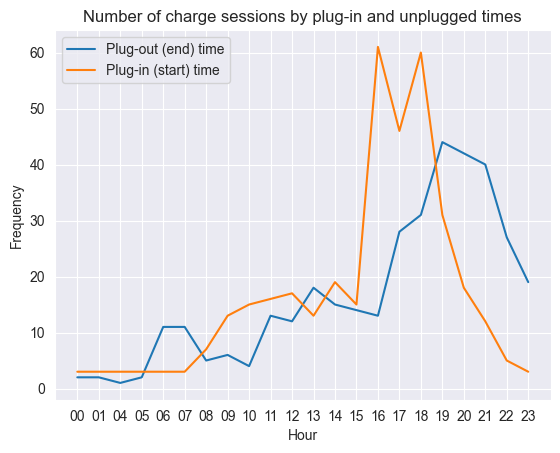 Number of charge sessions by plug-in and unplugged times
Plug-out (end) time
Plug-in (start) time
Frequency
60
50
40
30
20
10
0
00 01 04 05 06 07 08 09 10 11 12 13 14 15 16 17 18 19 20 21 22 23
Hour